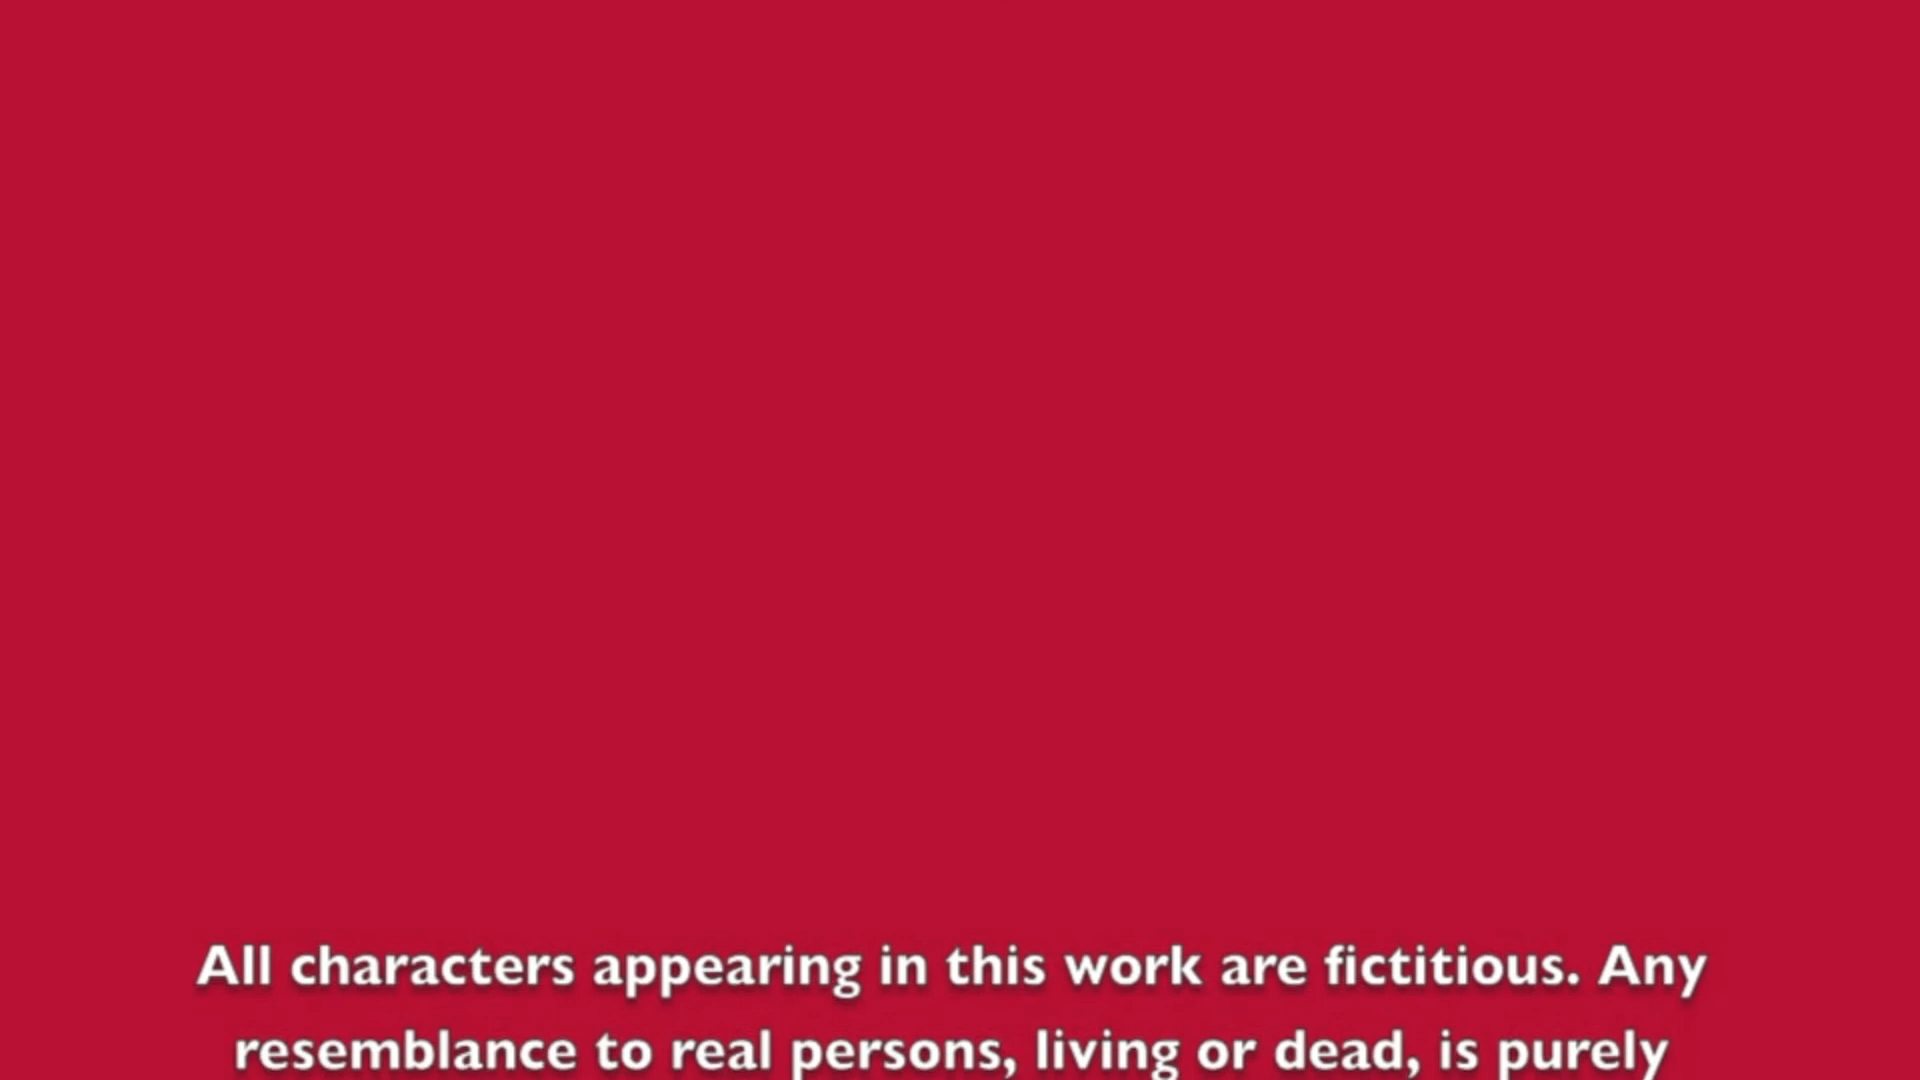 All characters appearing in this work are fictitious. Any
resemblance to real persons, living or dead, is purely